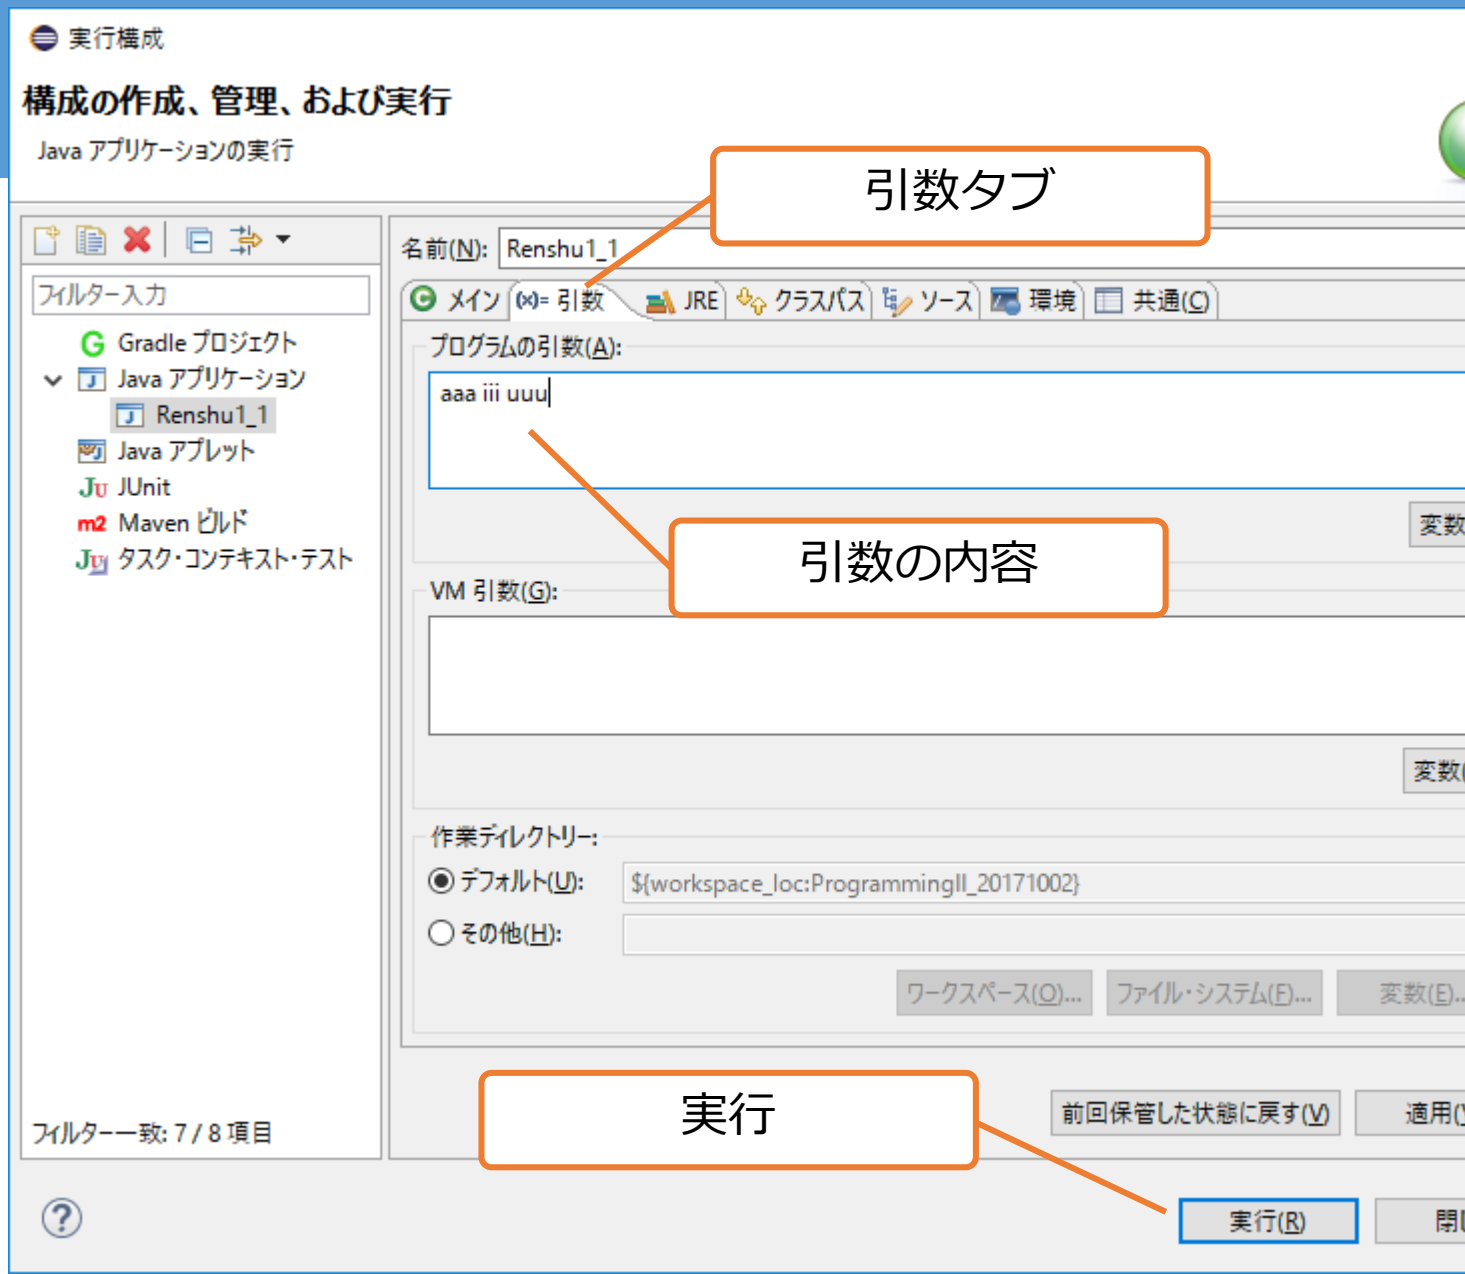 実行構成
構成の作成、管理、および実行
Java アプリケーションの実行
引数タブ
名前(N): Renshu1_1
フィルター入力
メイン (x)= 引数 JRE クラスパス ソース 環境 共通(C)
Gradle プロジェクト
Java アプリケーション
Renshu1_1
Java アプレット
JUnit
Maven ビルド
タスク・コンテキスト・テスト
プログラムの引数(A):
aaa iii uuu
変数
引数の内容
VM 引数(G):
変数(
作業ディレクトリー:
デフォルト(U): ${workspace_loc:ProgrammingII_20171002}
その他(H):
ワークスペース(O)... ファイル・システム(F)... 変数(E)...
実行
前回保管した状態に戻す(V) 適用(
フィルター一致: 7 / 8 項目
実行(R)